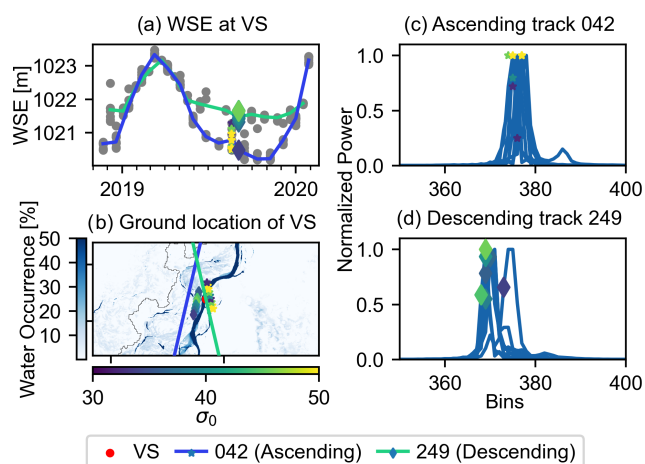 (a) WSE at VS
WSE [m]
1023
1022
1021
2019
2020
(b) Ground location of VS
Water Occurrence [%]
50
40
30
20
10
30
40
50
σ0
(c) Ascending track 042
Normalized Power
1.0
0.5
0.0
360
380
400
(d) Descending track 249
1.0
0.5
0.0
360
380
400
Bins
VS
042 (Ascending)
249 (Descending)